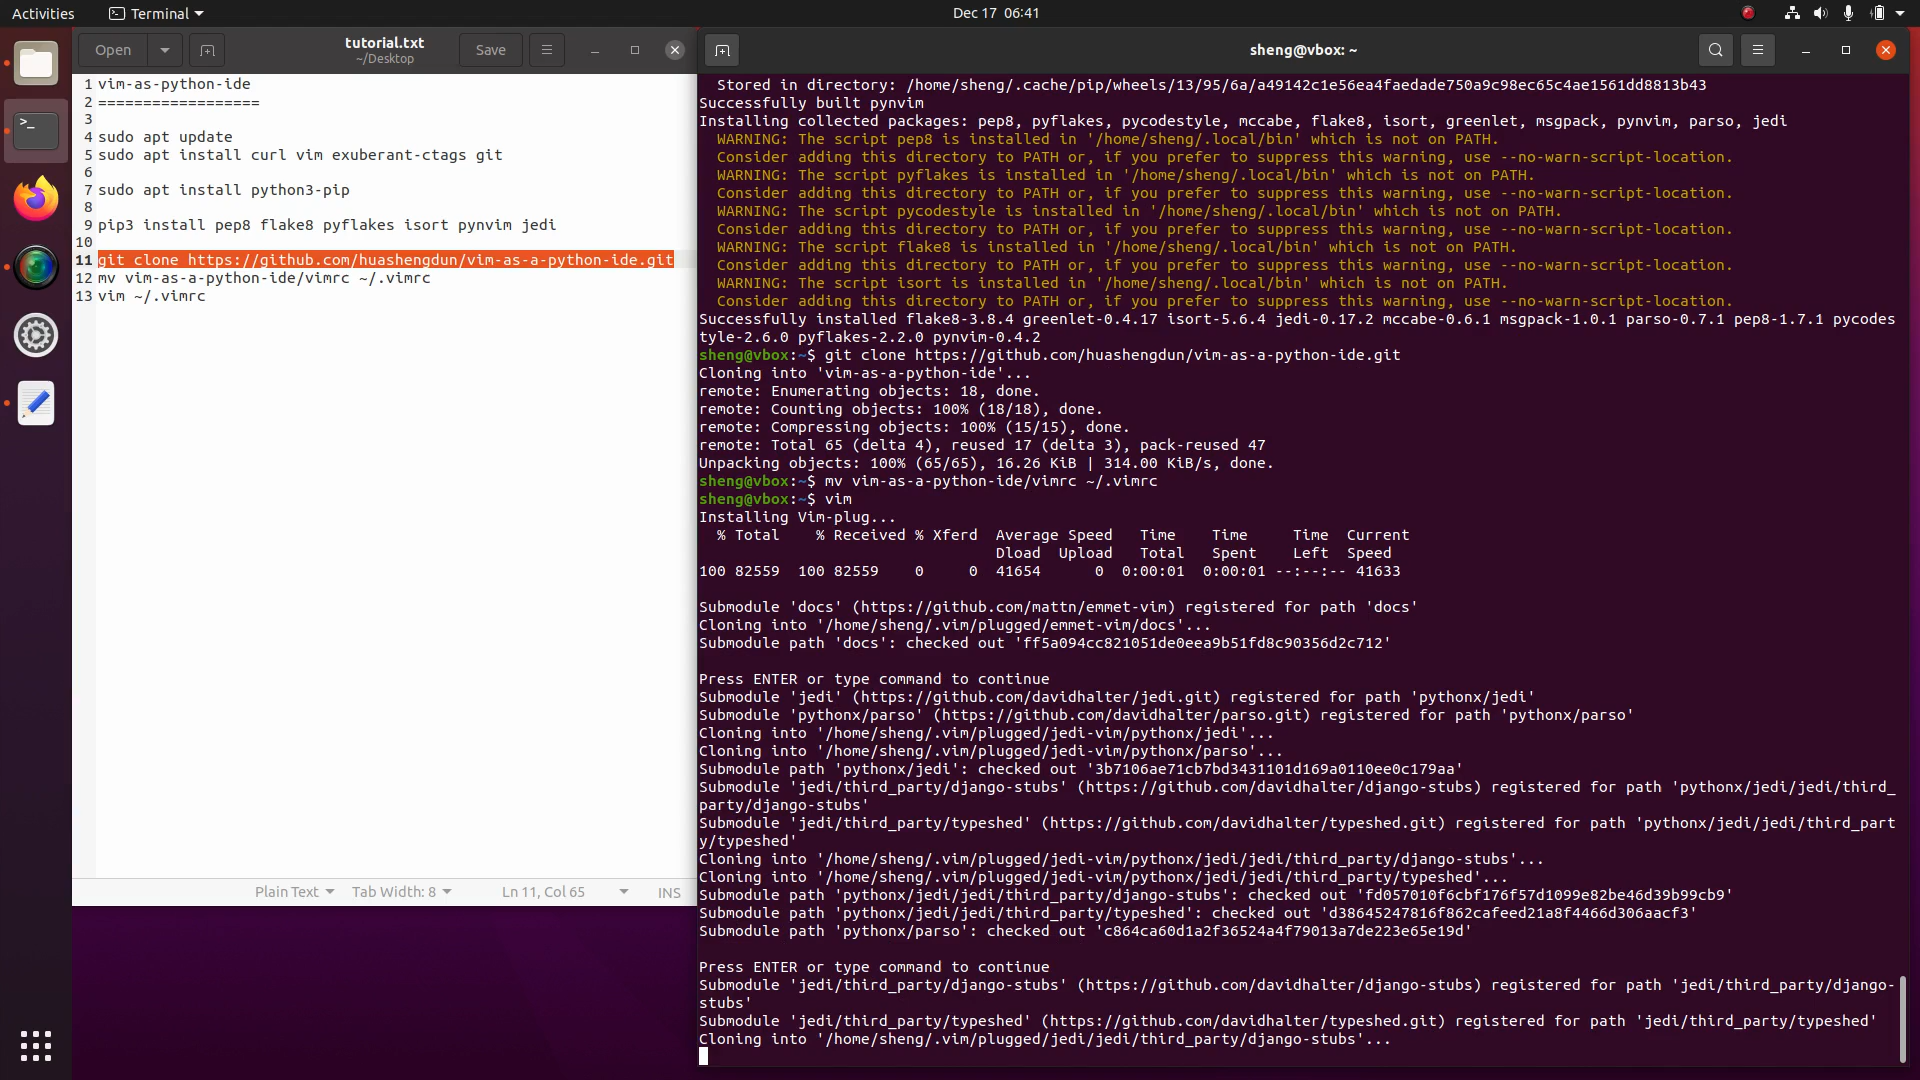 Activities
Terminal
Dec 17 06:41
Open
tutorial.txt
~/Desktop
Save
1 vim-as-python-ide
2 ==================
3
4 sudo apt update
5 sudo apt install curl vim exuberant-ctags git
6
7 sudo apt install python3-pip
8
9 pip3 install pep8 flake8 pyflakes isort pynvim jedi
10
11 git clone https://github.com/huashengdun/vim-as-a-python-ide.git
12 mv vim-as-a-python-ide/vimrc ~/.vimrc
13 vim ~/.vimrc
Plain Text
Tab Width: 8
Ln 11, Col 65
INS
sheng@vbox: ~
Stored in directory: /home/sheng/.cache/pip/wheels/13/95/6a/a49142c1e56ea4faedade750a9c98ec65c4ae1561dd8813b43
Successfully built pynvim
Installing collected packages: pep8, pyflakes, pycodestyle, mccabe, flake8, isort, greenlet, msgpack, pynvim, parso, jedi
WARNING: The script pep8 is installed in '/home/sheng/.local/bin' which is not on PATH.
Consider adding this directory to PATH or, if you prefer to suppress this warning, use --no-warn-script-location.
WARNING: The script pyflakes is installed in '/home/sheng/.local/bin' which is not on PATH.
Consider adding this directory to PATH or, if you prefer to suppress this warning, use --no-warn-script-location.
WARNING: The script pycodestyle is installed in '/home/sheng/.local/bin' which is not on PATH.
Consider adding this directory to PATH or, if you prefer to suppress this warning, use --no-warn-script-location.
WARNING: The script flake8 is installed in '/home/sheng/.local/bin' which is not on PATH.
Consider adding this directory to PATH or, if you prefer to suppress this warning, use --no-warn-script-location.
WARNING: The script isort is installed in '/home/sheng/.local/bin' which is not on PATH.
Consider adding this directory to PATH or, if you prefer to suppress this warning, use --no-warn-script-location.
Successfully installed flake8-3.8.4 greenlet-0.4.17 isort-5.6.4 jedi-0.17.2 mccabe-0.6.1 msgpack-1.0.1 parso-0.7.1 pep8-1.7.1 pycodes
tyle-2.6.0 pyflakes-2.2.0 pynvim-0.4.2
sheng@vbox:~$ git clone https://github.com/huashengdun/vim-as-a-python-ide.git
Cloning into 'vim-as-a-python-ide'...
remote: Enumerating objects: 18, done.
remote: Counting objects: 100% (18/18), done.
remote: Compressing objects: 100% (15/15), done.
remote: Total 65 (delta 4), reused 17 (delta 3), pack-reused 47
Unpacking objects: 100% (65/65), 16.26 KiB | 314.00 KiB/s, done.
sheng@vbox:~$ mv vim-as-a-python-ide/vimrc ~/.vimrc
sheng@vbox:~$ vim
Installing Vim-plug...
% Total % Received % Xferd Average Speed Time Time Time Current
Dload Upload Total Spent Left Speed
100 82559 100 82559 0 0 41654 0 0:00:01 0:00:01 --:--:-- 41633
Submodule 'docs' (https://github.com/mattn/emmet-vim) registered for path 'docs'
Cloning into '/home/sheng/.vim/plugged/emmet-vim/docs'...
Submodule path 'docs': checked out 'ff5a094cc821051de0eea9b51fd8c90356d2c712'
Press ENTER or type command to continue
Submodule 'jedi' (https://github.com/davidhalter/jedi.git) registered for path 'pythonx/jedi'
Submodule 'pythonx/parso' (https://github.com/davidhalter/parso.git) registered for path 'pythonx/parso'
Cloning into '/home/sheng/.vim/plugged/jedi-vim/pythonx/jedi'...
Cloning into '/home/sheng/.vim/plugged/jedi-vim/pythonx/parso'...
Submodule path 'pythonx/jedi': checked out '3b7106ae71cb7bd3431101d169a0110ee0c179aa'
Submodule 'jedi/third_party/django-stubs' (https://github.com/davidhalter/django-stubs) registered for path 'pythonx/jedi/jedi/third_
party/django-stubs'
Submodule 'jedi/third_party/typeshed' (https://github.com/davidhalter/typeshed.git) registered for path 'pythonx/jedi/jedi/third_part
y/typeshed'
Cloning into '/home/sheng/.vim/plugged/jedi-vim/pythonx/jedi/jedi/third_party/django-stubs'...
Cloning into '/home/sheng/.vim/plugged/jedi-vim/pythonx/jedi/jedi/third_party/typeshed'...
Submodule path 'pythonx/jedi/jedi/third_party/django-stubs': checked out 'fd057010f6cbf176f57d1099e82be46d39b99cb9'
Submodule path 'pythonx/jedi/jedi/third_party/typeshed': checked out 'd38645247816f862cafeed21a8f4466d306aacf3'
Submodule path 'pythonx/parso': checked out 'c864ca60d1a2f36524a4f79013a7de223e65e19d'
Press ENTER or type command to continue
Submodule 'jedi/third_party/django-stubs' (https://github.com/davidhalter/django-stubs) registered for path 'jedi/third_party/django-
stubs'
Submodule 'jedi/third_party/typeshed' (https://github.com/davidhalter/typeshed.git) registered for path 'jedi/third_party/typeshed'
Cloning into '/home/sheng/.vim/plugged/jedi/jedi/third_party/django-stubs'...